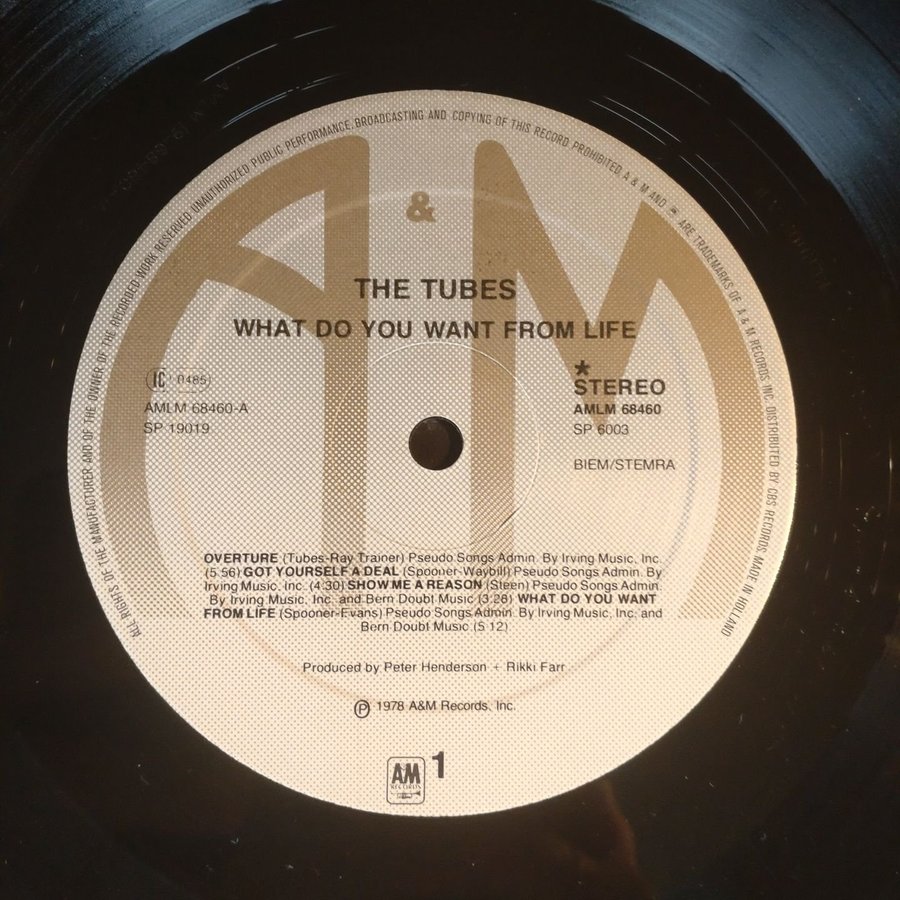 ALL RIGHTS OF THE MANUFACTURER AND OF THE OWNER OF THE RECORDED WORK RESERVED. UNAUTHORIZED PUBLIC PERFORMANCE, BROADCASTING AND COPYING OF THIS RECORD PROHIBITED. A & M AND ARE TRADEMARKS OF A & M RECORDS INC. DISTRIBUTED BY CBS RECORDS MADE IN HOLLAND
A & M
THE TUBES
WHAT DO YOU WANT FROM LIFE
IC · 0485)
AMLM 68460-A
SP 19019
*
STEREO
AMLM 68460
SP 6003
BIEM/STEMRA
OVERTURE (Tubes-Ray Trainer) Pseudo Songs Admin. By Irving Music, Inc.
(5:56) GOT YOURSELF A DEAL (Spooner-Waybill) Pseudo Songs Admin. By
Irving Music, Inc. (4:30) SHOW ME A REASON (Steen) Pseudo Songs Admin.
By Irving Music, Inc. and Bern Doubt Music (3:28) WHAT DO YOU WANT
FROM LIFE (Spooner-Evans) Pseudo Songs Admin. By Irving Music, Inc. and
Bern Doubt Music (5:12)
Produced by Peter Henderson + Rikki Farr
℗ 1978 A&M Records, Inc.
AM
RECORDS
1